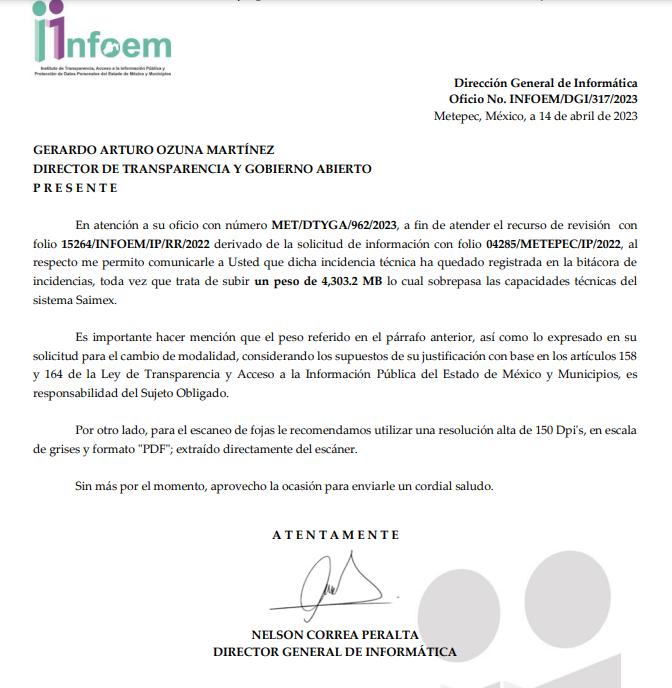 infoem
Instituto de Transparencia, Acceso a la Información Pública y
Protección de Datos Personales del Estado de México y Municipios
Dirección General de Informática
Oficio No. INFOEM/DGI/317/2023
Metepec, México, a 14 de abril de 2023
GERARDO ARTURO OZUNA MARTÍNEZ
DIRECTOR DE TRANSPARENCIA Y GOBIERNO ABIERTO
P R E S E N T E
En atención a su oficio con número MET/DTYGA/962/2023, a fin de atender el recurso de revisión con
folio 15264/INFOEM/IP/RR/2022 derivado de la solicitud de información con folio 04285/METEPEC/IP/2022, al
respecto me permito comunicarle a Usted que dicha incidencia técnica ha quedado registrada en la bitácora de
incidencias, toda vez que trata de subir un peso de 4,303.2 MB lo cual sobrepasa las capacidades técnicas del
sistema Saimex.
Es importante hacer mención que el peso referido en el párrafo anterior, así como lo expresado en su
solicitud para el cambio de modalidad, considerando los supuestos de su justificación con base en los artículos 158
y 164 de la Ley de Transparencia y Acceso a la Información Pública del Estado de México y Municipios, es
responsabilidad del Sujeto Obligado.
Por otro lado, para el escaneo de fojas le recomendamos utilizar una resolución alta de 150 Dpi's, en escala
de grises y formato "PDF"; extraído directamente del escáner.
Sin más por el momento, aprovecho la ocasión para enviarle un cordial saludo.
A T E N T A M E N T E
NELSON CORREA PERALTA
DIRECTOR GENERAL DE INFORMÁTICA